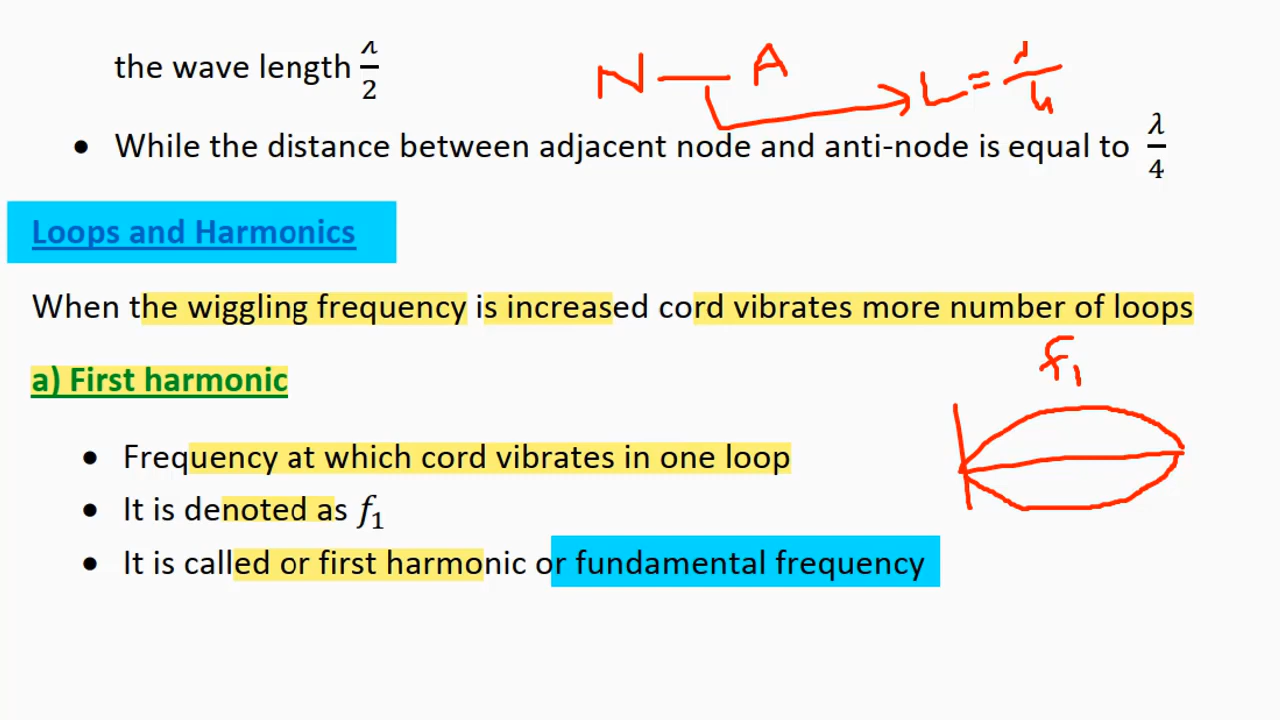 the wave length λ/2
N — A → L = λ/4
• While the distance between adjacent node and anti-node is equal to λ/4
Loops and Harmonics
When the wiggling frequency is increased cord vibrates more number of loops
f₁
a) First harmonic
• Frequency at which cord vibrates in one loop
• It is denoted as f₁
• It is called or first harmonic or fundamental frequency